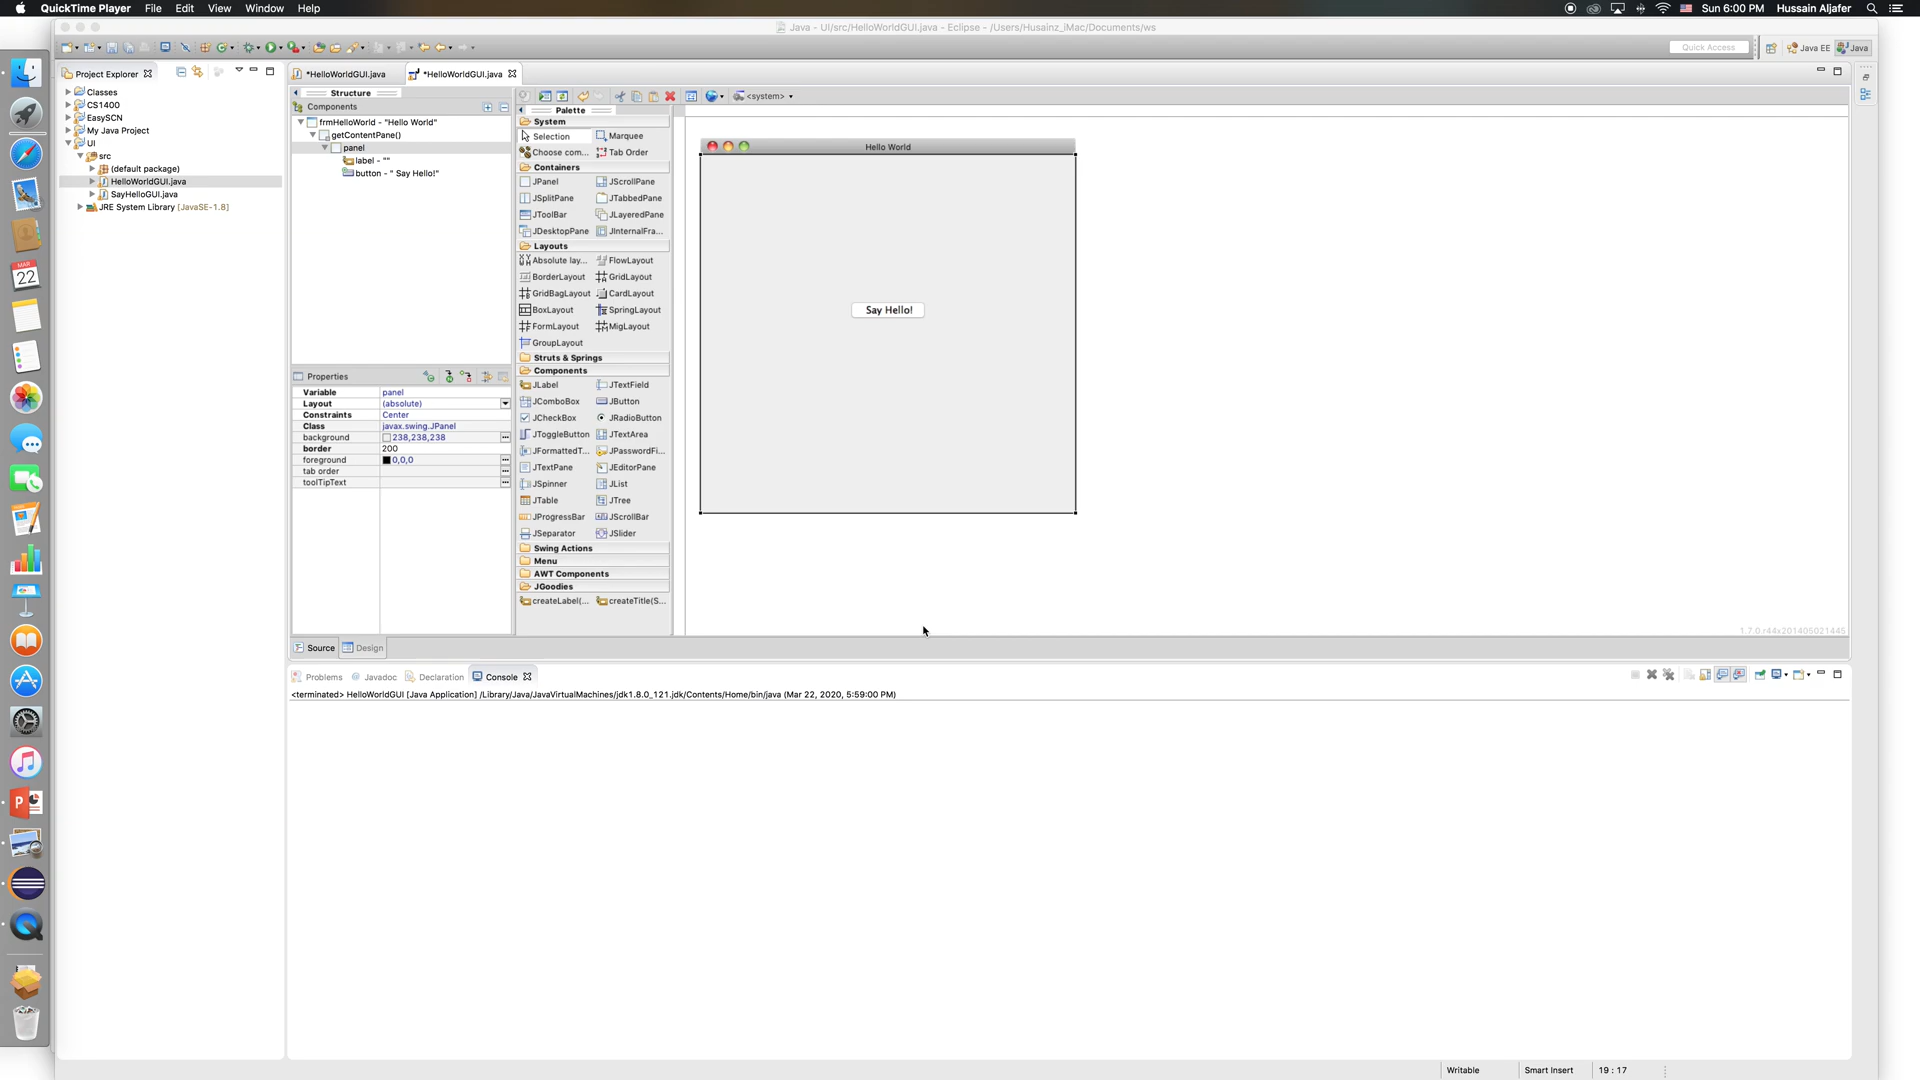 QuickTime Player File Edit View Window Help Sun 6:00 PM Hussain Aljafer
Java - UI/src/HelloWorldGUI.java - Eclipse - /Users/Husainz_iMac/Documents/ws
Quick Access Java EE Java
Project Explorer
Classes
CS1400
EasySCN
My Java Project
UI
src
(default package)
HelloWorldGUI.java
SayHelloGUI.java
JRE System Library [JavaSE-1.8]
MAR
22
*HelloWorldGUI.java *HelloWorldGUI.java
Structure
Components
frmHelloWorld - "Hello World"
getContentPane()
panel
label - ""
button - " Say Hello!"
Properties
Variable panel
Layout (absolute)
Constraints Center
Class javax.swing.JPanel
background 238,238,238
border 200
foreground 0,0,0
tab order
toolTipText
<system>
Palette
System
Selection Marquee
Choose com... Tab Order
Containers
JPanel JScrollPane
JSplitPane JTabbedPane
JToolBar JLayeredPane
JDesktopPane JInternalFra...
Layouts
Absolute lay... FlowLayout
BorderLayout GridLayout
GridBagLayout CardLayout
BoxLayout SpringLayout
FormLayout MigLayout
GroupLayout
Struts & Springs
Components
JLabel JTextField
JComboBox JButton
JCheckBox JRadioButton
JToggleButton JTextArea
JFormattedT... JPasswordFi...
JTextPane JEditorPane
JSpinner JList
JTable JTree
JProgressBar JScrollBar
JSeparator JSlider
Swing Actions
Menu
AWT Components
JGoodies
createLabel(... createTitle(S...
Hello World
Say Hello!
1.7.0.r44x201405021445
Source Design
Problems Javadoc Declaration Console
<terminated> HelloWorldGUI [Java Application] /Library/Java/JavaVirtualMachines/jdk1.8.0_121.jdk/Contents/Home/bin/java (Mar 22, 2020, 5:59:00 PM)
Writable Smart Insert 19 : 17